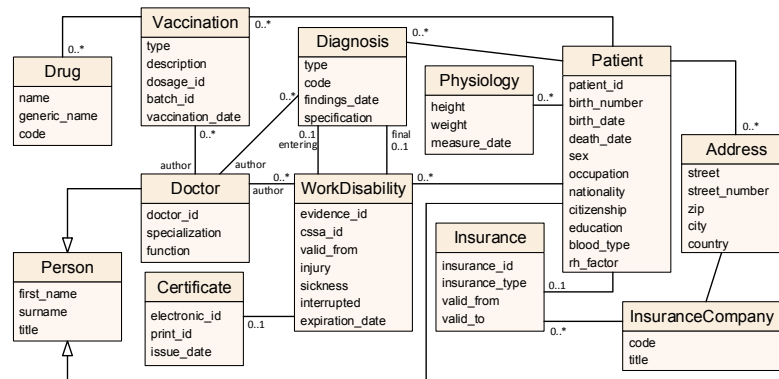 Vaccination
type
description
dosage_id
batch_id
vaccination_date
0..*
0..*
0..*
author
Drug
name
generic_name
code
Diagnosis
type
code
findings_date
specification
0..*
0..*
author
0..1
entering
final
0..1
Physiology
height
weight
measure_date
0..*
Patient
patient_id
birth_number
birth_date
death_date
sex
occupation
nationality
citizenship
education
blood_type
rh_factor
0..*
Address
street
street_number
zip
city
country
Doctor
doctor_id
specialization
function
author
0..*
WorkDisability
evidence_id
cssa_id
valid_from
injury
sickness
interrupted
expiration_date
0..*
Person
first_name
surname
title
Certificate
electronic_id
print_id
issue_date
0..1
Insurance
insurance_id
insurance_type
valid_from
valid_to
0..1
0..*
InsuranceCompany
code
title